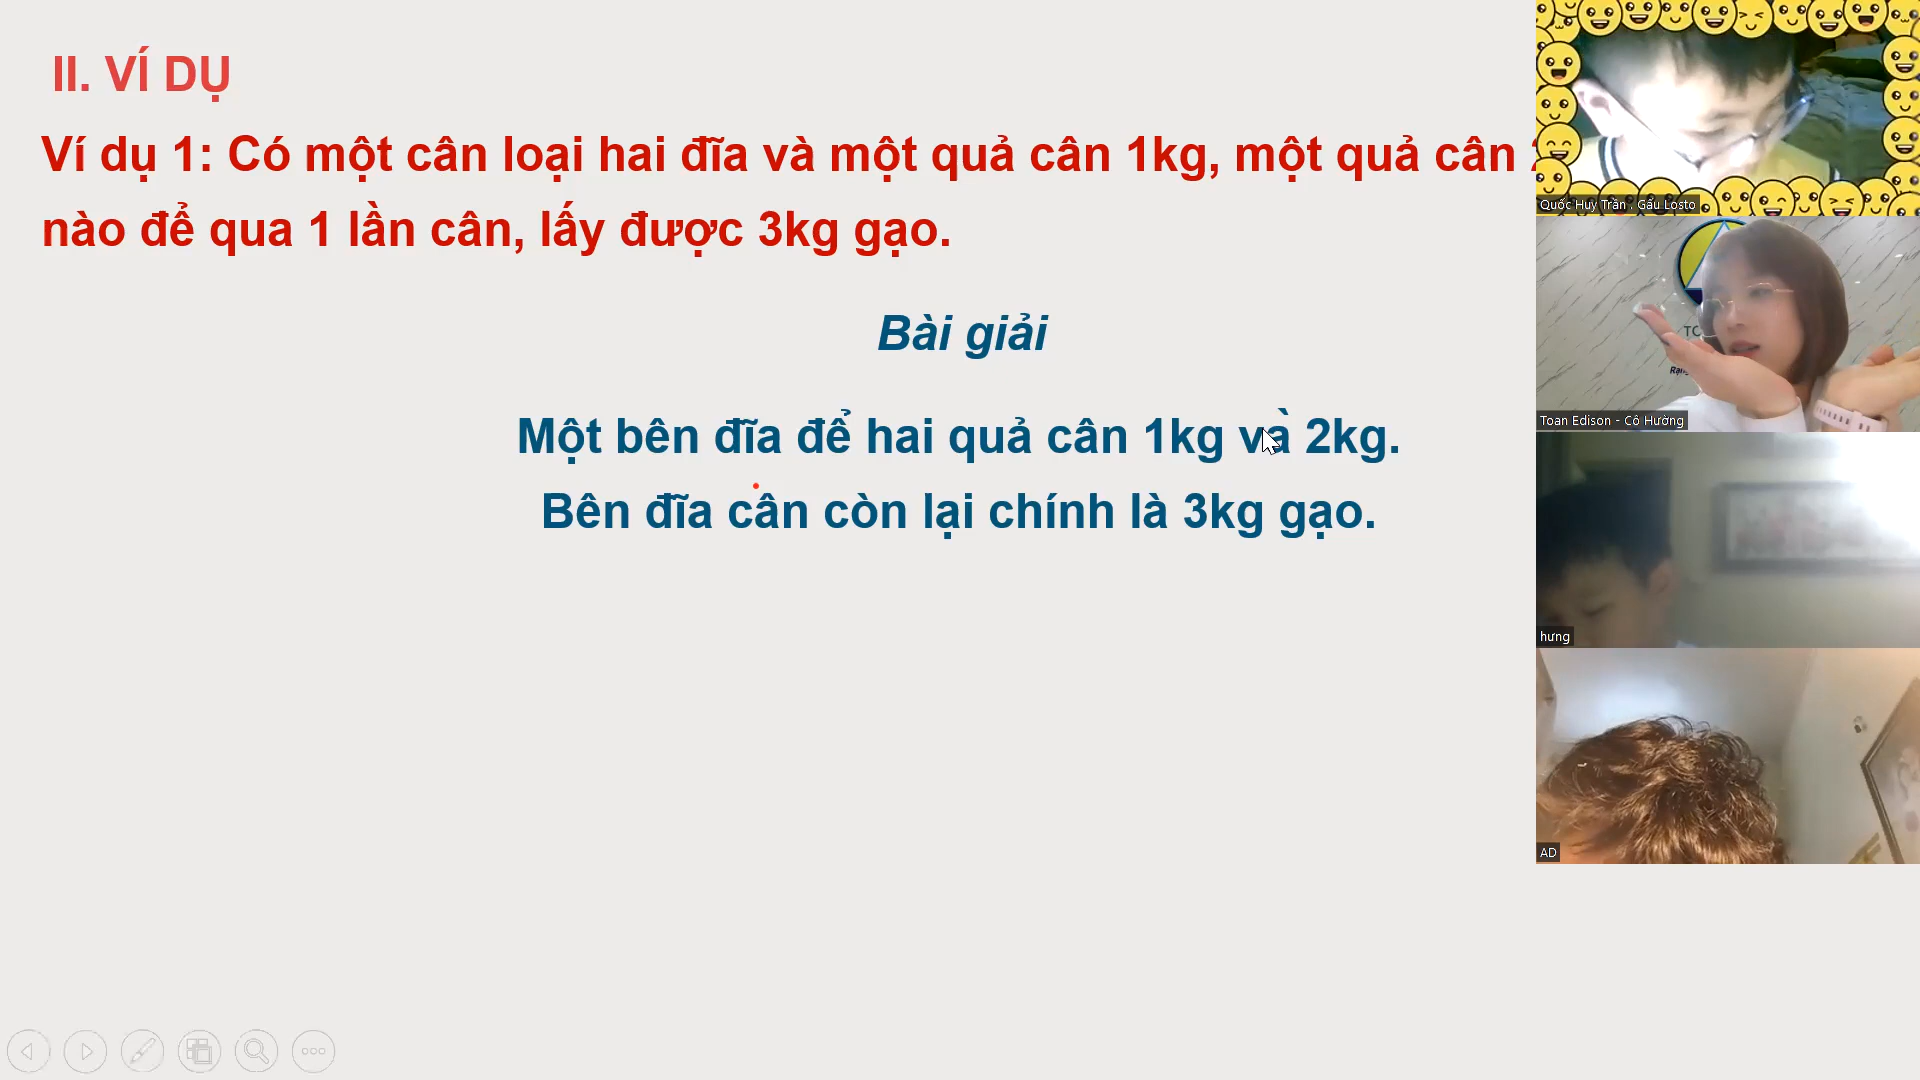 II. VÍ DỤ
Ví dụ 1: Có một cân loại hai đĩa và một quả cân 1kg, một quả cân
nào để qua 1 lần cân, lấy được 3kg gạo.
Bài giải
Một bên đĩa để hai quả cân 1kg và 2kg.
Bên đĩa cân còn lại chính là 3kg gạo.
Quốc Huy Trần . Gấu Losto
TO
Rạng
Toan Edison - Cô Hường
hưng
AD